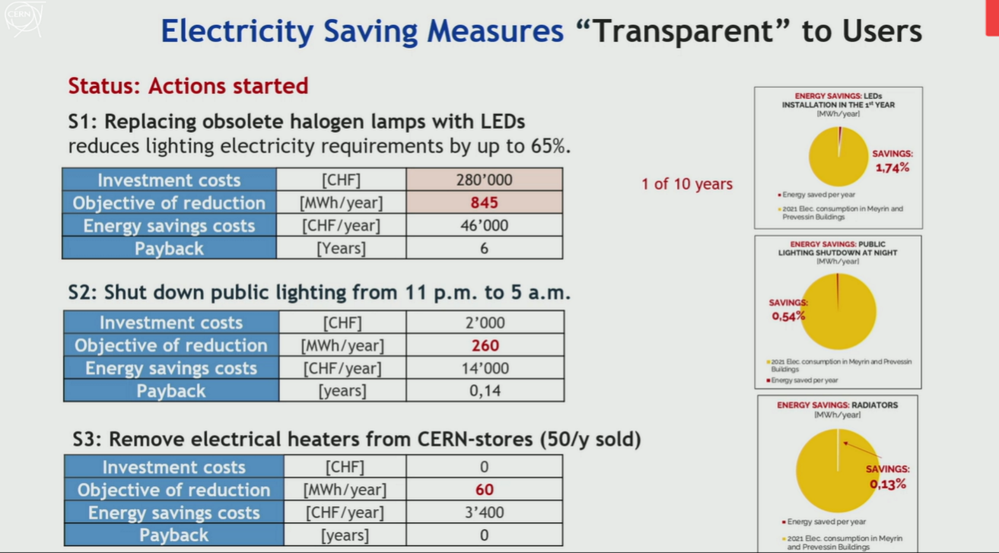 CERN
Electricity Saving Measures “Transparent” to Users
Status: Actions started
S1: Replacing obsolete halogen lamps with LEDs
reduces lighting electricity requirements by up to 65%.
Investment costs [CHF] 280’000
Objective of reduction [MWh/year] 845
Energy savings costs [CHF/year] 46’000
Payback [Years] 6
1 of 10 years
ENERGY SAVINGS: LEDs
INSTALLATION IN THE 1st YEAR
[MWh/year]
SAVINGS:
1,74%
Energy saved per year
2021 Elec. consumption in Meyrin and
Prevessin Buildings
S2: Shut down public lighting from 11 p.m. to 5 a.m.
Investment costs [CHF] 2’000
Objective of reduction [MWh/year] 260
Energy savings costs [CHF/year] 14’000
Payback [years] 0,14
ENERGY SAVINGS: PUBLIC
LIGHTING SHUTDOWN AT NIGHT
[MWh/year]
SAVINGS:
0,54%
2021 Elec. consumption in Meyrin and Prevessin
Buildings
Energy saved per year
S3: Remove electrical heaters from CERN-stores (50/y sold)
Investment costs [CHF] 0
Objective of reduction [MWh/year] 60
Energy savings costs [CHF/year] 3’400
Payback [years] 0
ENERGY SAVINGS: RADIATORS
[MWh/year]
SAVINGS:
0,13%
Energy saved per year
2021 Elec. consumption in Meyrin
and Prevessin Buildings